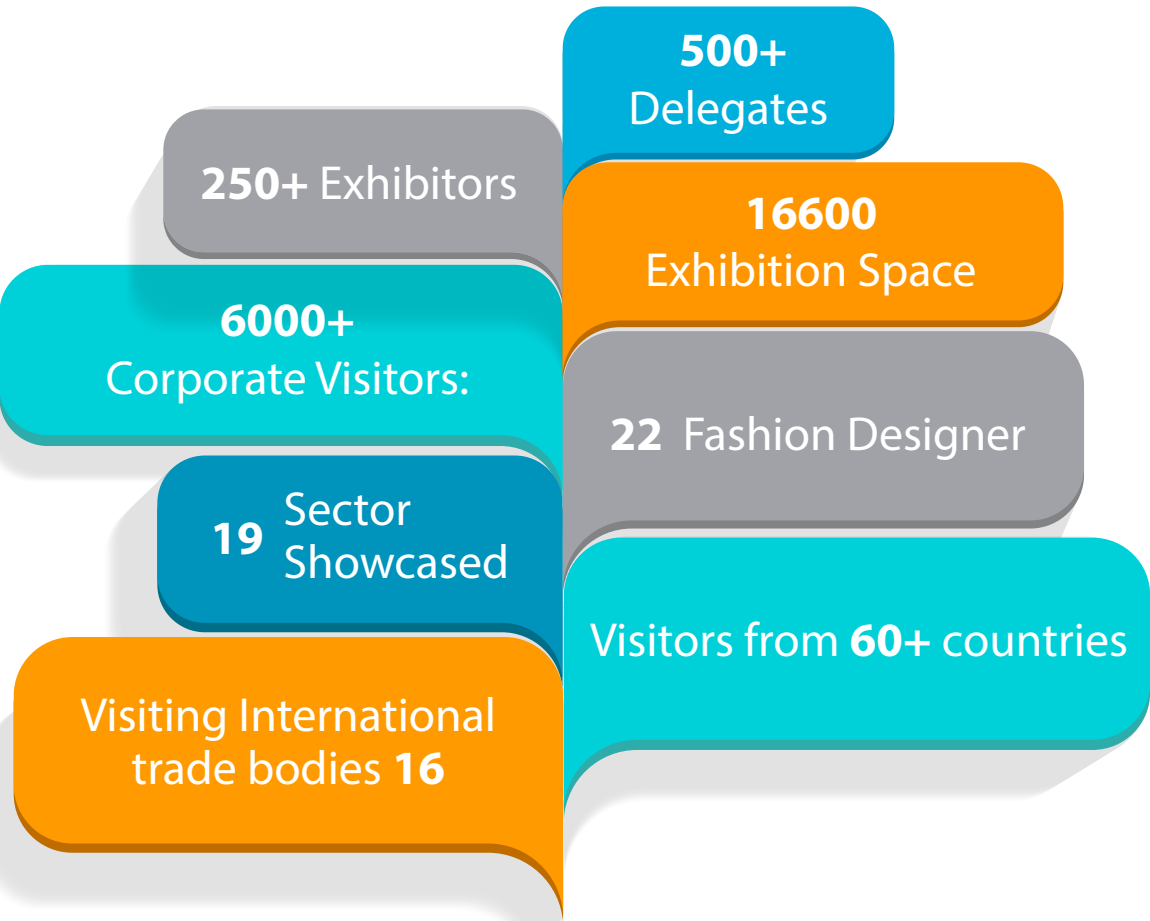 500+
Delegates
250+ Exhibitors
16600
Exhibition Space
6000+
Corporate Visitors:
22 Fashion Designer
19 Sector
Showcased
Visitors from 60+ countries
Visiting International
trade bodies 16